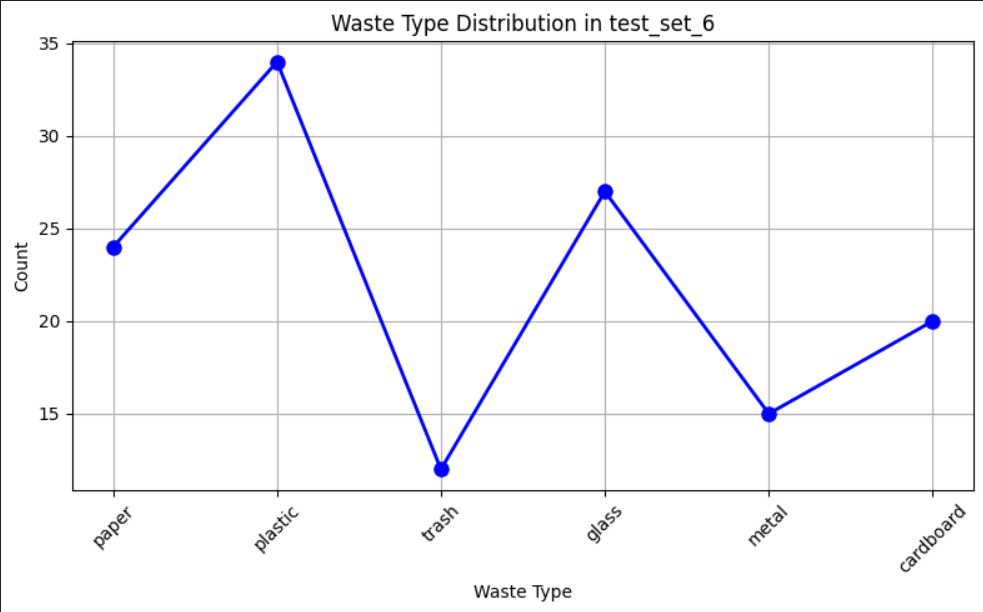 Waste Type Distribution in test_set_6
35
30
25
20
15
Count
paper
plastic
trash
glass
metal
cardboard
Waste Type